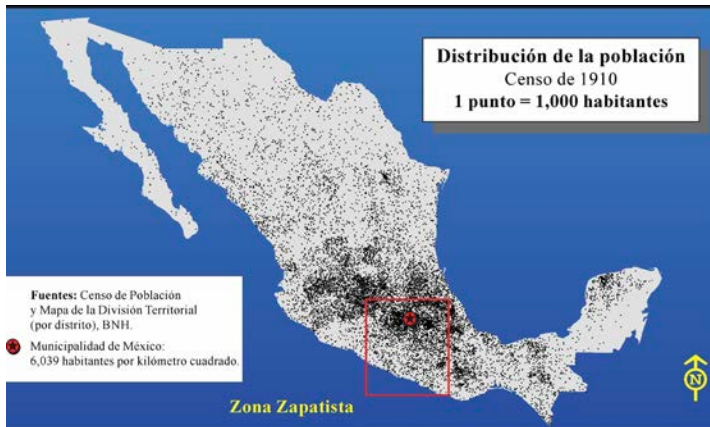 Distribución de la población
Censo de 1910
1 punto = 1,000 habitantes
Fuentes: Censo de Población
y Mapa de la División Territorial
(por distrito), BNH.
Municipalidad de México:
6,039 habitantes por kilómetro cuadrado.
Zona Zapatista
N